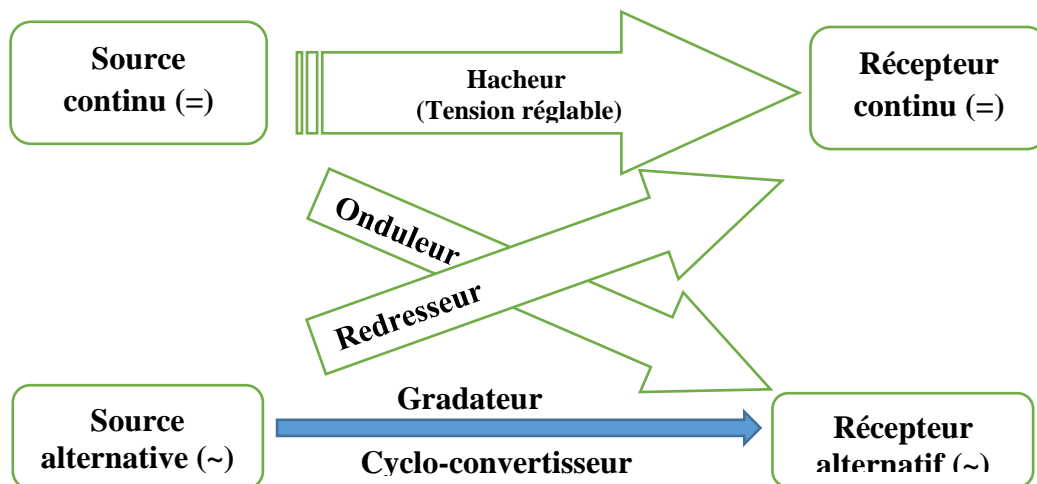 Source
continu (=)
Hacheur
(Tension réglable)
Récepteur
continu (=)
Onduleur
Redresseur
Source
alternative (~)
Gradateur
Cyclo-convertisseur
Récepteur
alternatif (~)